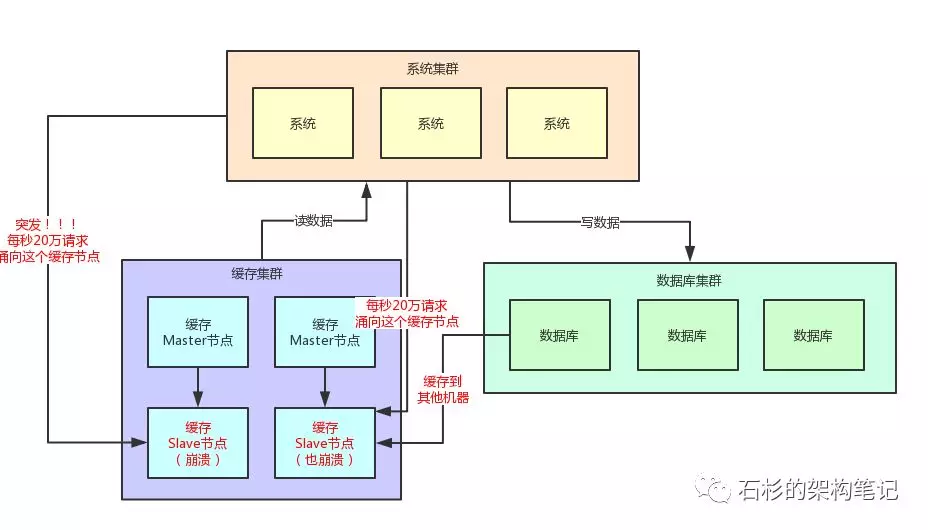 系统集群
系统
系统
系统
突发！！！
每秒20万请求
涌向这个缓存节点
读数据
写数据
缓存集群
数据库集群
缓存
Master节点
缓存
Master节点
每秒20万请求
涌向这个缓存节点
数据库
数据库
数据库
缓存到
其他机器
缓存
Slave节点
（崩溃）
缓存
Slave节点
（也崩溃）
石杉的架构笔记